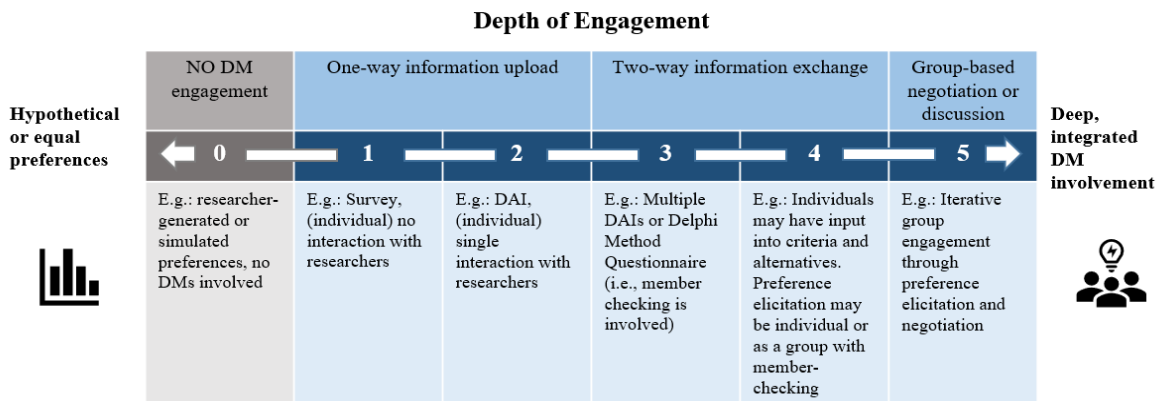 Depth of Engagement
Hypothetical
or equal
preferences
NO DM
engagement
One-way information upload
Two-way information exchange
Group-based
negotiation or
discussion
Deep,
integrated
DM
involvement
0
1
2
3
4
5
E.g.: researcher-
generated or
simulated
preferences, no
DMs involved
E.g.: Survey,
(individual) no
interaction with
researchers
E.g.: DAI,
(individual)
single
interaction with
researchers
E.g.: Multiple
DAIs or Delphi
Method
Questionnaire
(i.e., member
checking is
involved)
E.g.: Individuals
may have input
into criteria and
alternatives.
Preference
elicitation may
be individual or
as a group with
member-
checking
E.g.: Iterative
group
engagement
through
preference
elicitation and
negotiation